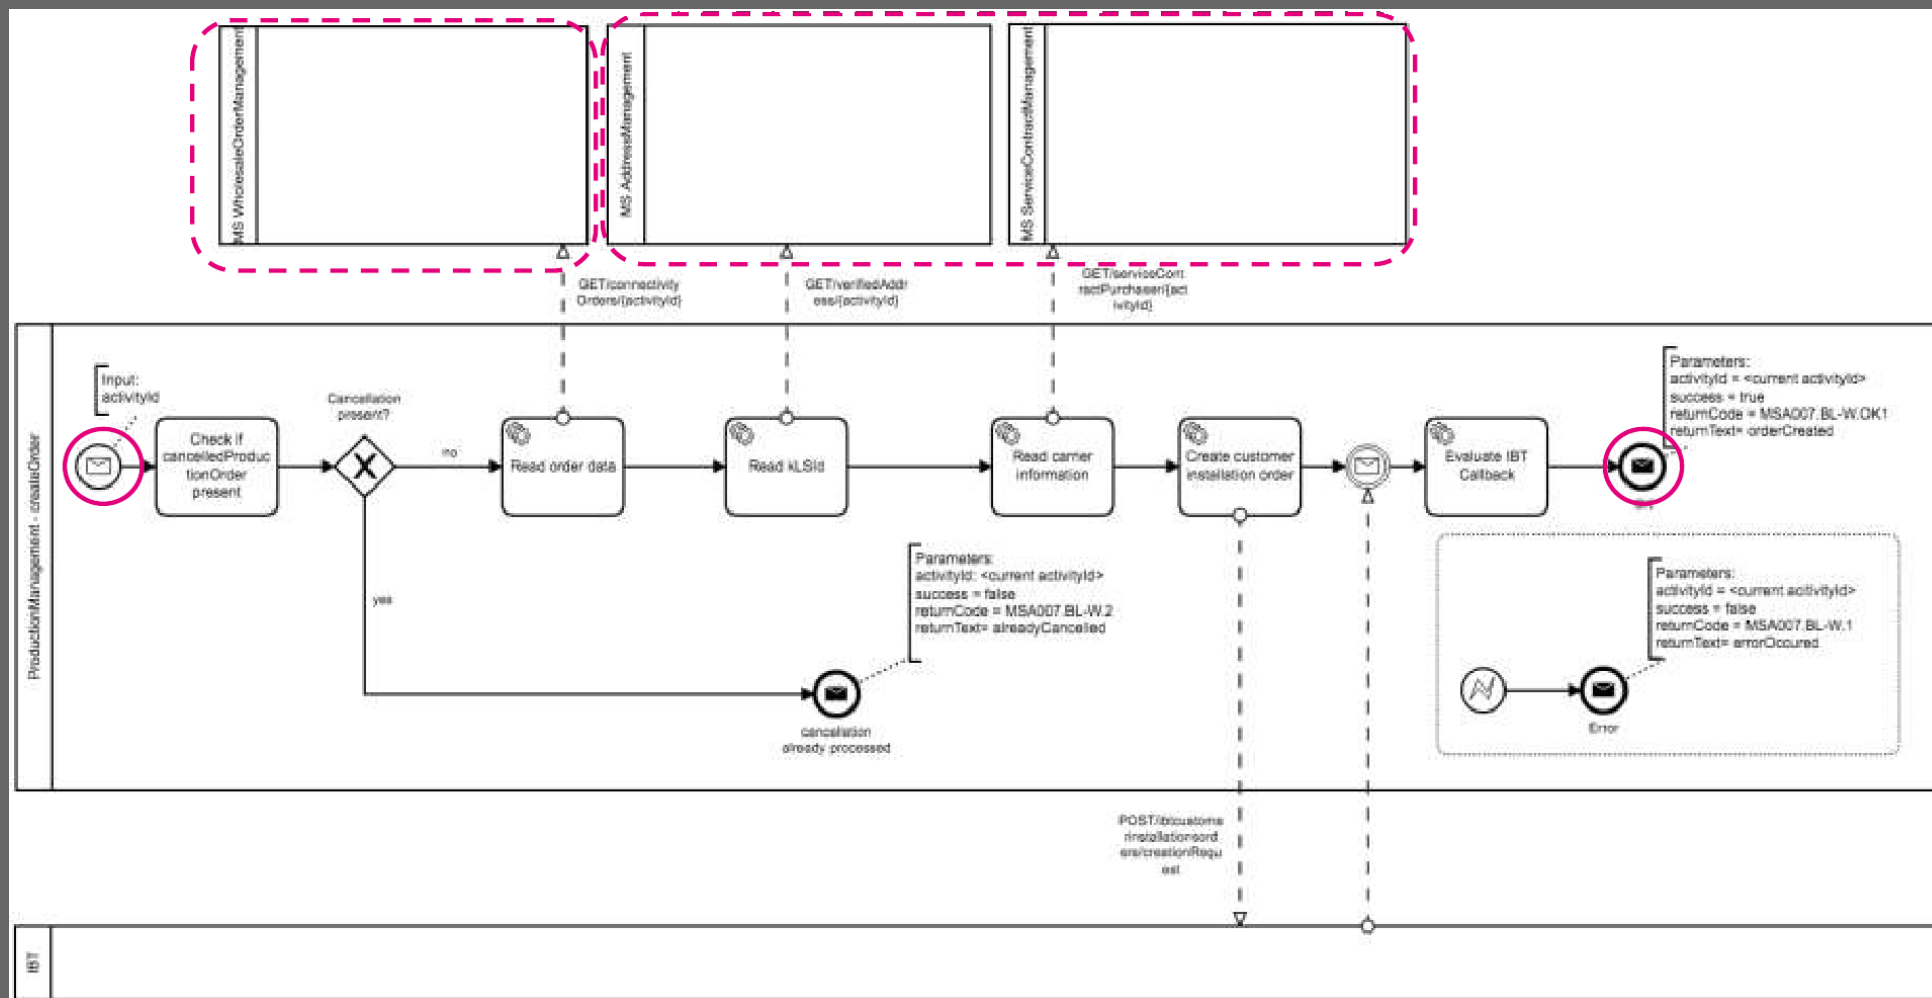 MS WholesaleOrderManagement
MS AddressManagement
MS ServiceContractManagement
GET/connectivity
Orders/{activityId}
GET/verifiedAddr
ess/{activityId}
GET/serviceCont
ractPurchaser/{act
ivityId}
ProductionManagement - createOrder
Input:
activityId
Check if
cancelledProduc
tionOrder
present
Cancellation
present?
no
yes
Read order data
Read kLSId
Read carrier
information
Create customer
installation order
Evaluate IBT
Callback
Parameters:
activityId = <current activityId>
success = true
returnCode = MSA007.BL-W.OK1
returnText= orderCreated
Parameters:
activityId: <current activityId>
success = false
returnCode = MSA007.BL-W.2
returnText= alreadyCancelled
cancellation
already processed
Parameters:
activityId = <current activityId>
success = false
returnCode = MSA007.BL-W.1
returnText= errorOccured
Error
POST/ibtcustome
rinstallationsord
ers/creationRequ
est
IBT